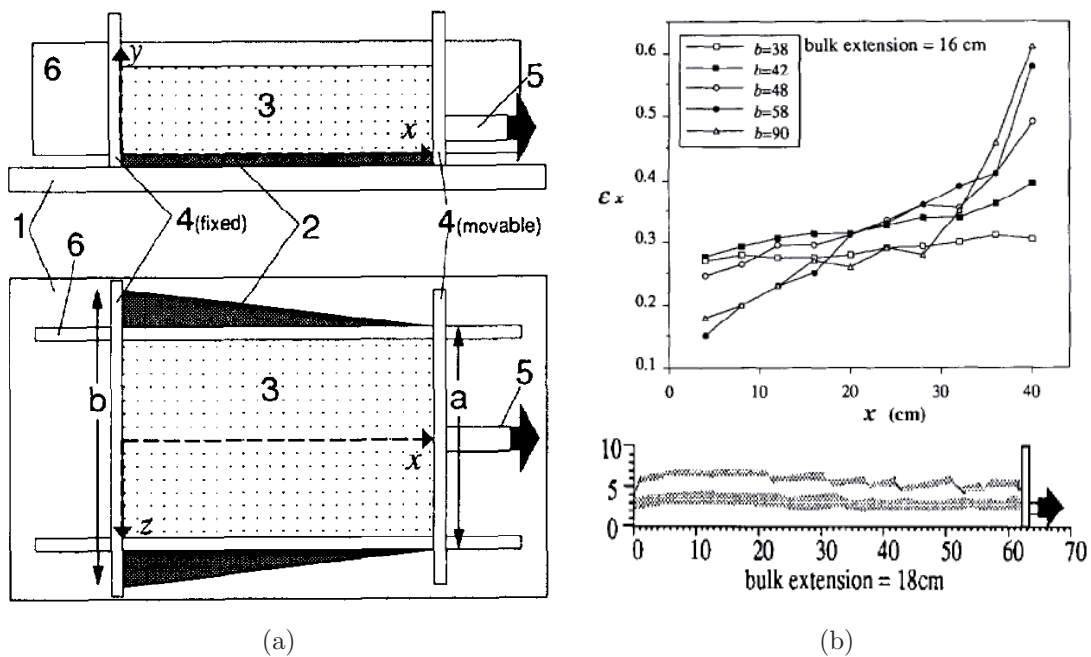 6
y
3
x
5
1
4(fixed)
2
4(movable)
6
b
3
a
5
x
z
(a)
0.6
0.5
0.4
0.3
0.2
0.1
εx
b=38
b=42
b=48
b=58
b=90
bulk extension = 16 cm
0 10 20 30 40
x (cm)
10
5
0
0 10 20 30 40 50 60 70
bulk extension = 18cm
(b)